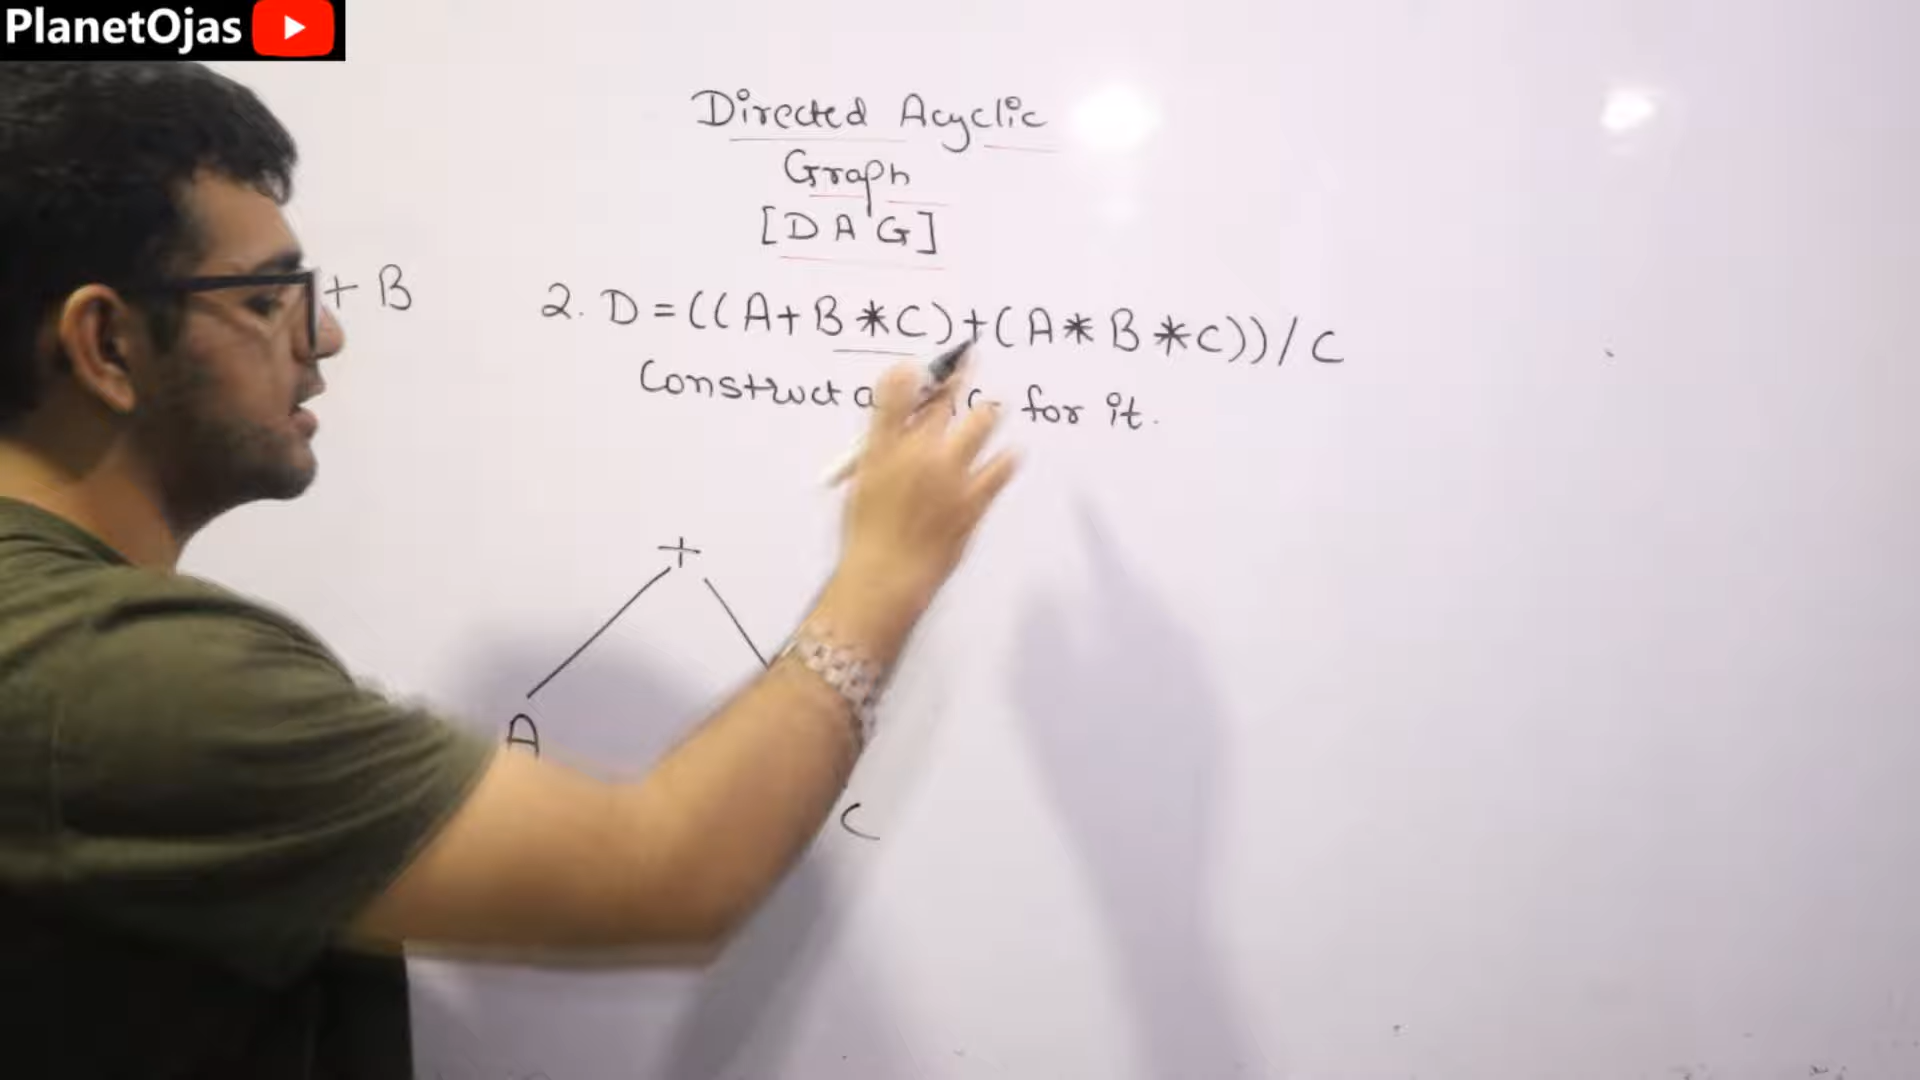 PlanetOjas
Directed Acyclic
Graph
[DAG]
+ B
2. D = ((A+B*C)+(A*B*C))/C
Construct a for it.
+
A
C